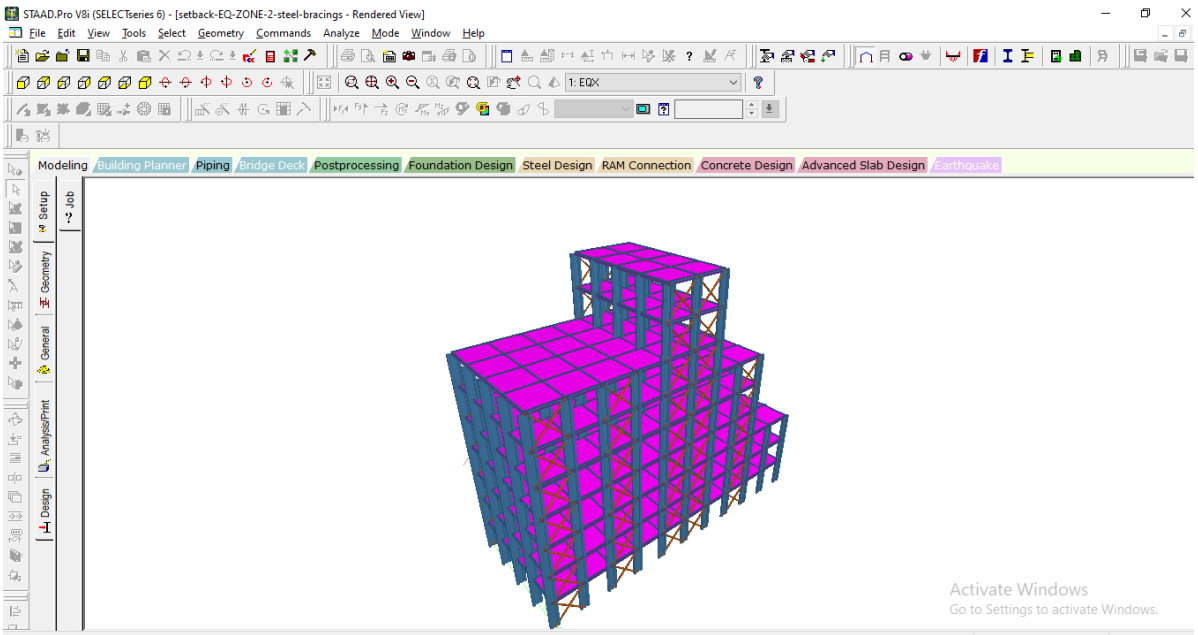 STAAD.Pro V8i (SELECTseries 6) - [setback-EQ-ZONE-2-steel-bracings - Rendered View]
File Edit View Tools Select Geometry Commands Analyze Mode Window Help
1: EQX
Modeling Building Planner Piping Bridge Deck Postprocessing Foundation Design Steel Design RAM Connection Concrete Design Advanced Slab Design Earthquake
Setup
Job
Geometry
General
Analysis/Print
Design
Activate Windows
Go to Settings to activate Windows.